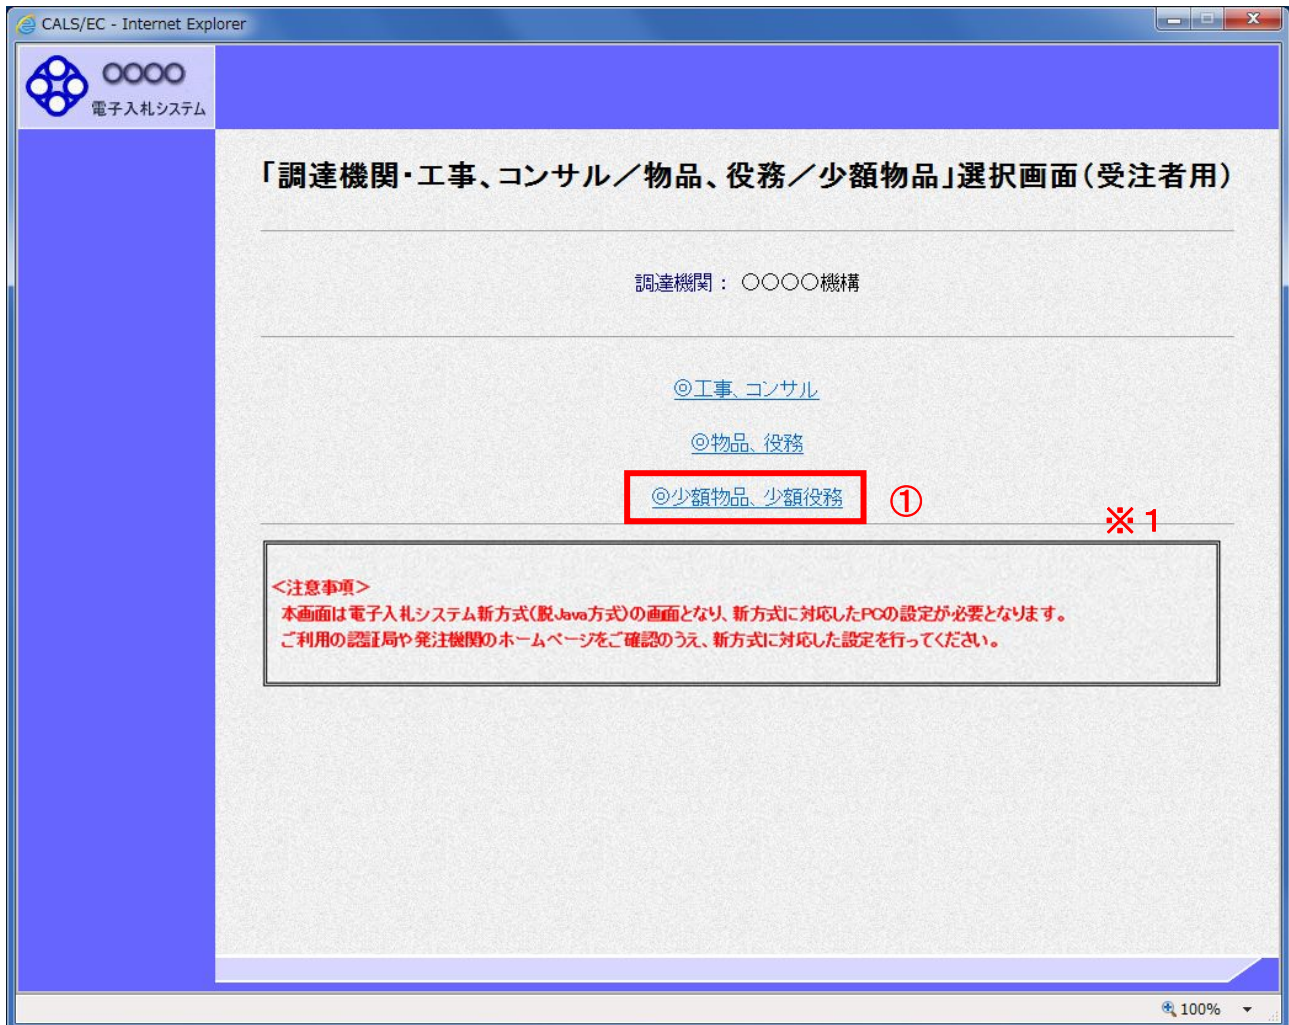 CALS/EC - Internet Explorer
○○○○
電子入札システム
「調達機関・工事、コンサル／物品、役務／少額物品」選択画面（受注者用）
調達機関： ○○○○機構
◎工事、コンサル
◎物品、役務
◎少額物品、少額役務 ①
※１
＜注意事項＞
本画面は電子入札システム新方式(脱Java方式)の画面となり、新方式に対応したPCの設定が必要となります。
ご利用の認証局や発注機関のホームページをご確認のうえ、新方式に対応した設定を行ってください。
100%